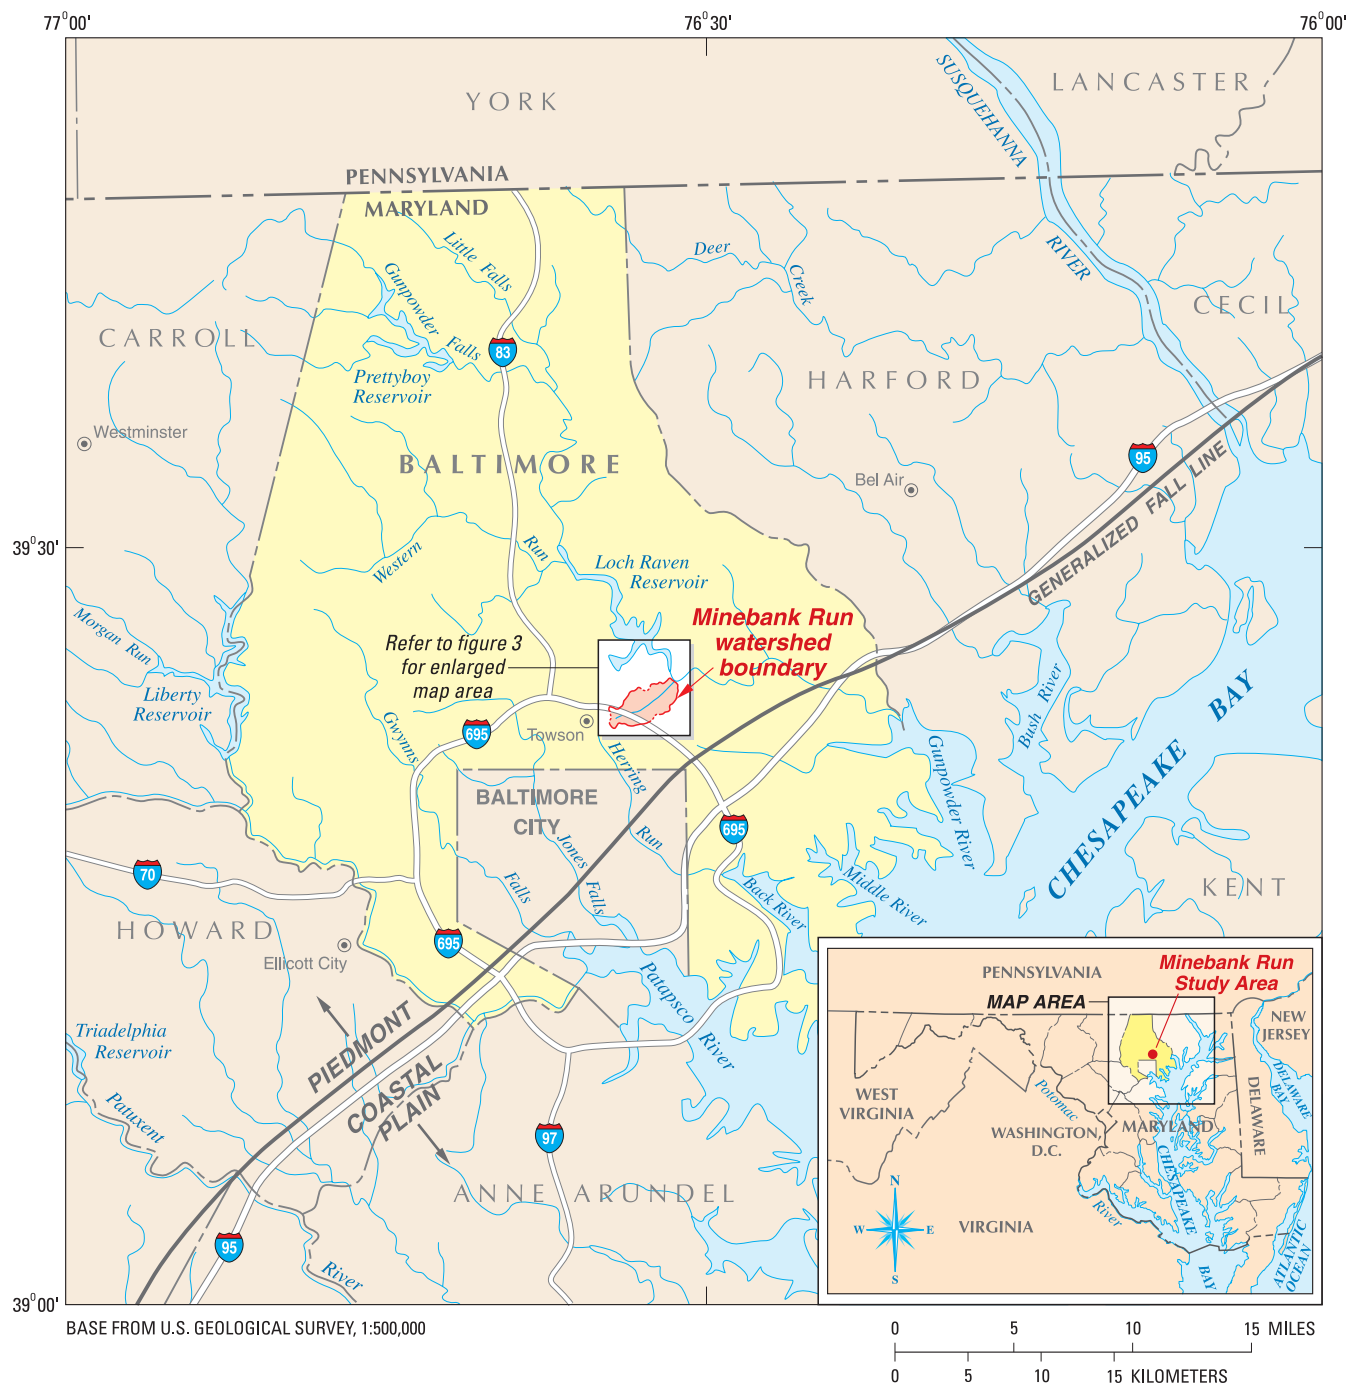 77°00'
76°30'
76°00'
YORK
LANCASTER
SUSQUEHANNA
RIVER
PENNSYLVANIA
MARYLAND
Little Falls
Gunpowder
Falls
Deer
Creek
CECIL
CARROLL
83
HARFORD
Prettyboy
Reservoir
Westminster
BALTIMORE
95
Bel Air
GENERALIZED FALL LINE
39°30'
Western
Run
Loch Raven
Reservoir
Morgan Run
Minebank Run
watershed
boundary
Refer to figure 3
for enlarged
map area
Liberty
Reservoir
Gwynns
695
Towson
Herring
Run
Bush River
Gunpowder River
CHESAPEAKE
BAY
BALTIMORE
CITY
695
Jones
Falls
Falls
70
Back River
Middle River
KENT
HOWARD
695
Ellicott City
Patapsco
River
Triadelphia
Reservoir
PIEDMONT
COASTAL
PLAIN
Patuxent
97
ANNE ARUNDEL
95
River
39°00'
PENNSYLVANIA
Minebank Run
Study Area
MAP AREA
NEW
JERSEY
WEST
VIRGINIA
Potomac
WASHINGTON,
D.C.
MARYLAND
DELAWARE
DELAWARE
BAY
CHESAPEAKE
BAY
N
W
E
S
VIRGINIA
River
ATLANTIC
OCEAN
BASE FROM U.S. GEOLOGICAL SURVEY, 1:500,000
0 5 10 15 MILES
0 5 10 15 KILOMETERS